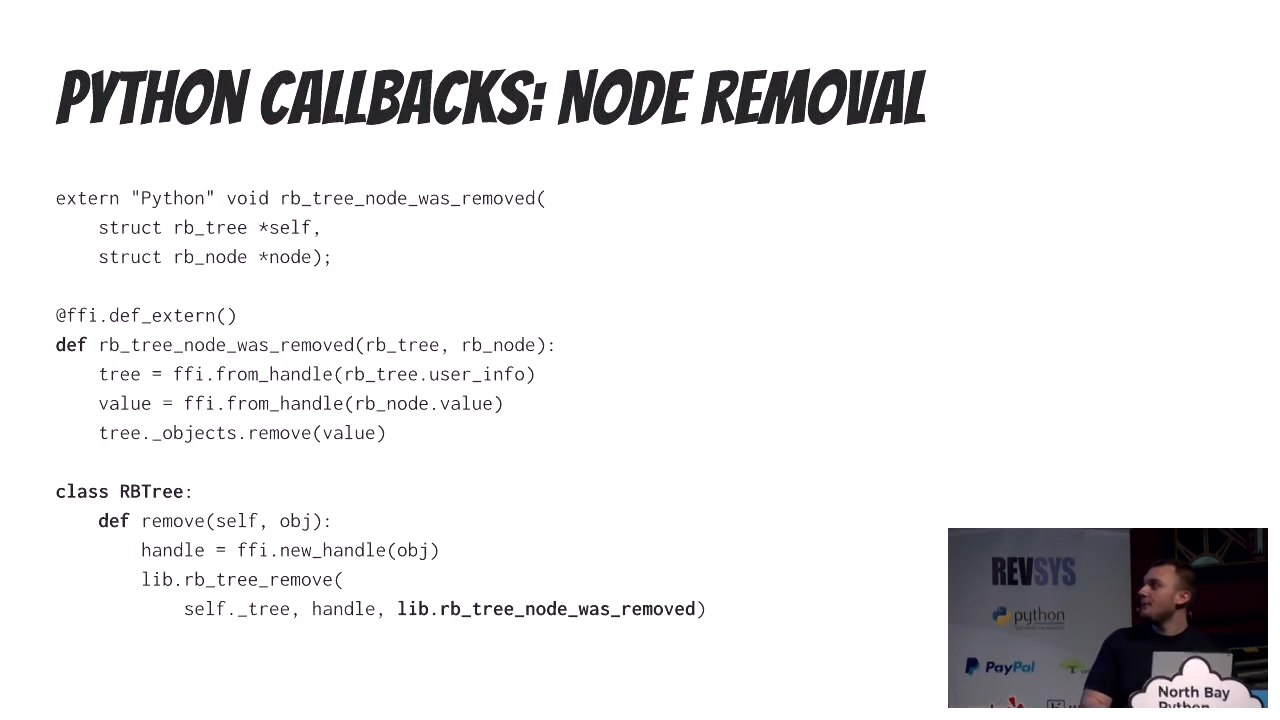 PYTHON CALLBACKS: NODE REMOVAL
extern "Python" void rb_tree_node_was_removed(
    struct rb_tree *self,
    struct rb_node *node);
@ffi.def_extern()
def rb_tree_node_was_removed(rb_tree, rb_node):
    tree = ffi.from_handle(rb_tree.user_info)
    value = ffi.from_handle(rb_node.value)
    tree._objects.remove(value)
class RBTree:
    def remove(self, obj):
        handle = ffi.new_handle(obj)
        lib.rb_tree_remove(
            self._tree, handle, lib.rb_tree_node_was_removed)
REVSYS
python
PayPal
North Bay
Python